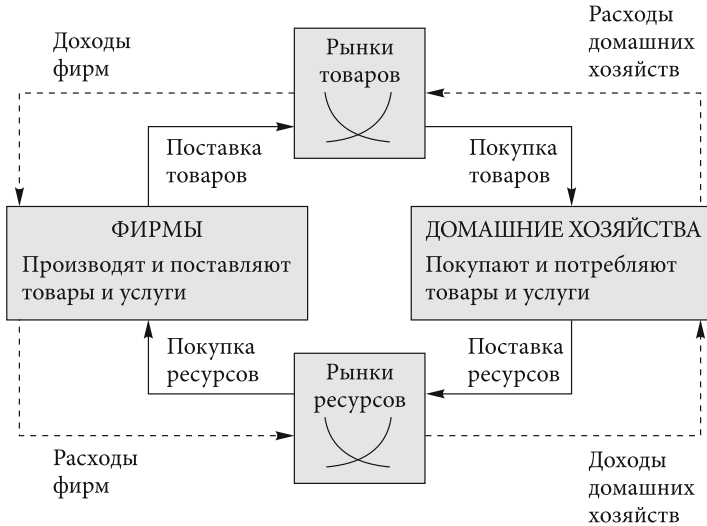 Доходы
фирм
Рынки
товаров
Расходы
домашних
хозяйств
Поставка
товаров
Покупка
товаров
ФИРМЫ
Производят и поставляют
товары и услуги
ДОМАШНИЕ ХОЗЯЙСТВА
Покупают и потребляют
товары и услуги
Покупка
ресурсов
Рынки
ресурсов
Поставка
ресурсов
Расходы
фирм
Доходы
домашних
хозяйств